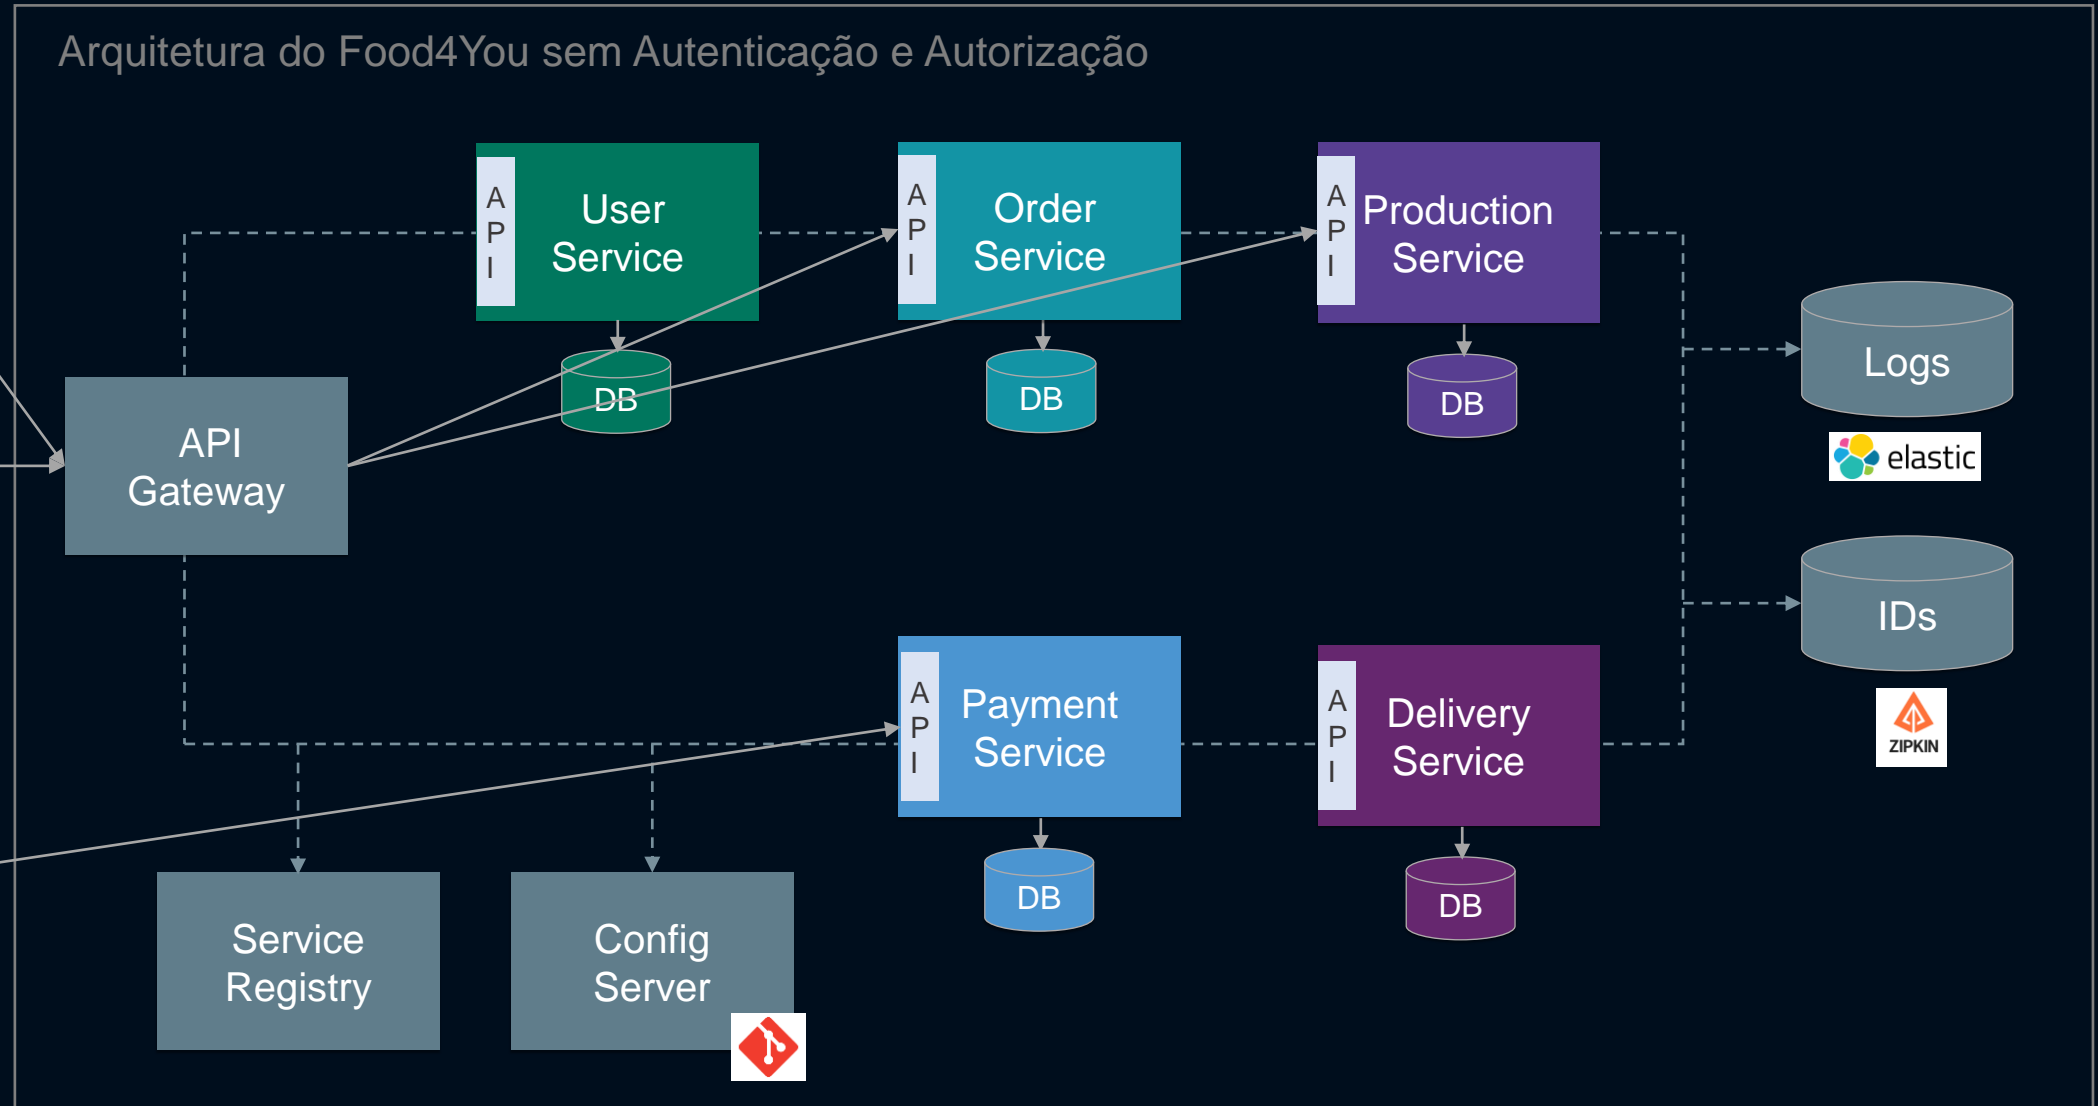 Arquitetura do Food4You sem Autenticação e Autorização
A
P
I
User
Service
A
P
I
Order
Service
A
P
I
Production
Service
DB
DB
DB
Logs
elastic
API
Gateway
IDs
ZIPKIN
A
P
I
Payment
Service
A
P
I
Delivery
Service
DB
DB
Service
Registry
Config
Server